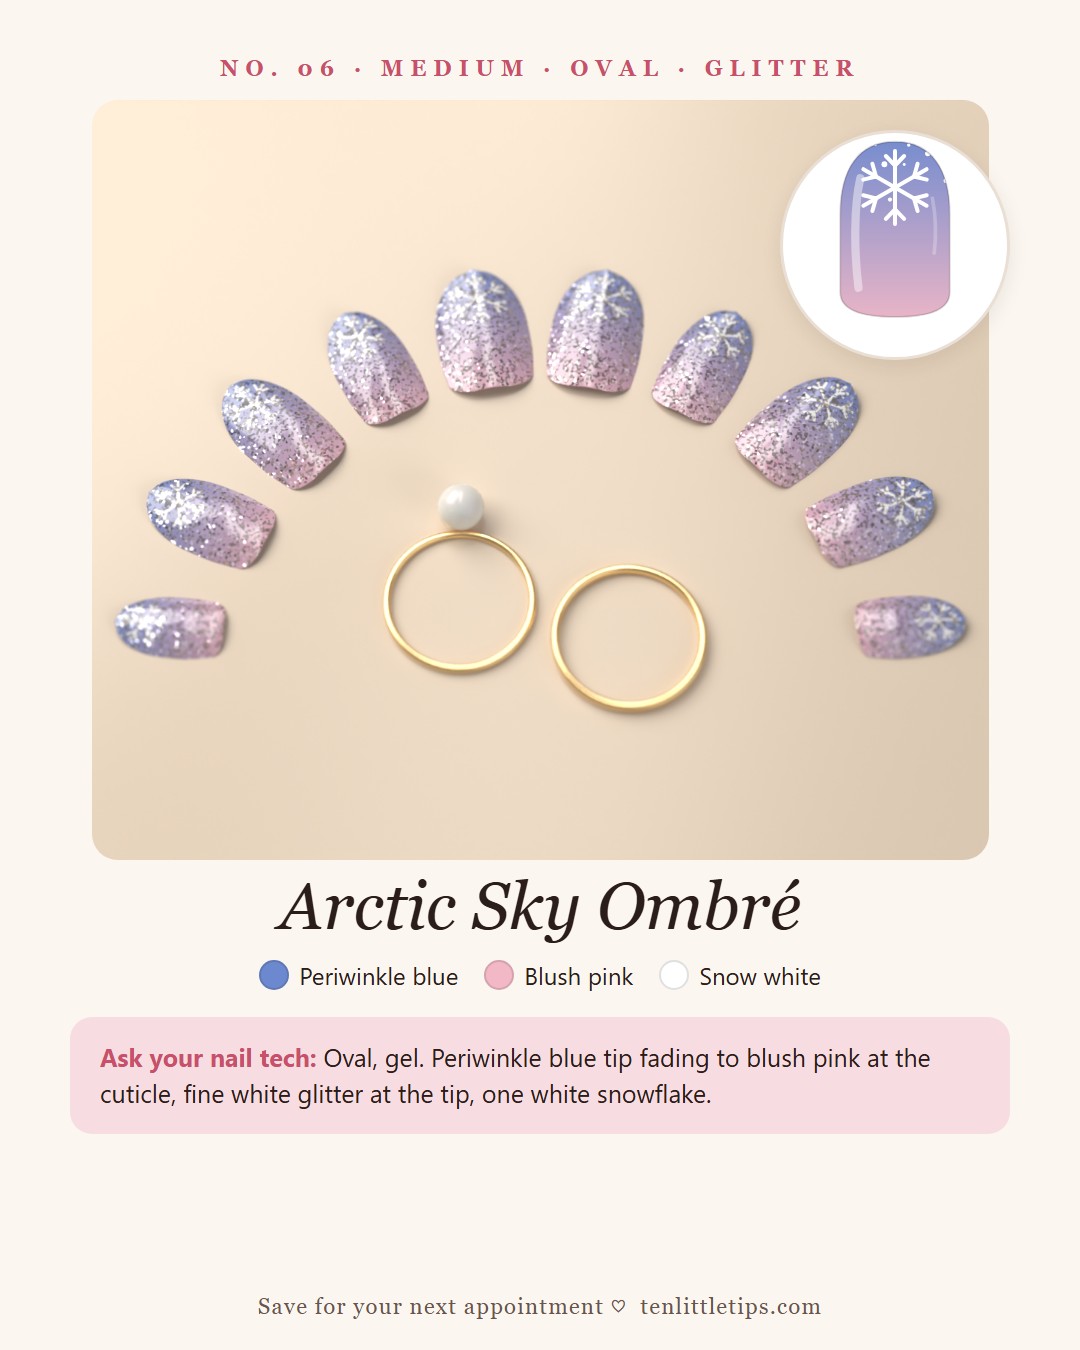 NO. 06 · MEDIUM · OVAL · GLITTER
Arctic Sky Ombré
Periwinkle blue Blush pink Snow white
Ask your nail tech: Oval, gel. Periwinkle blue tip fading to blush pink at the
cuticle, fine white glitter at the tip, one white snowflake.
Save for your next appointment ♡ tenlittletips.com